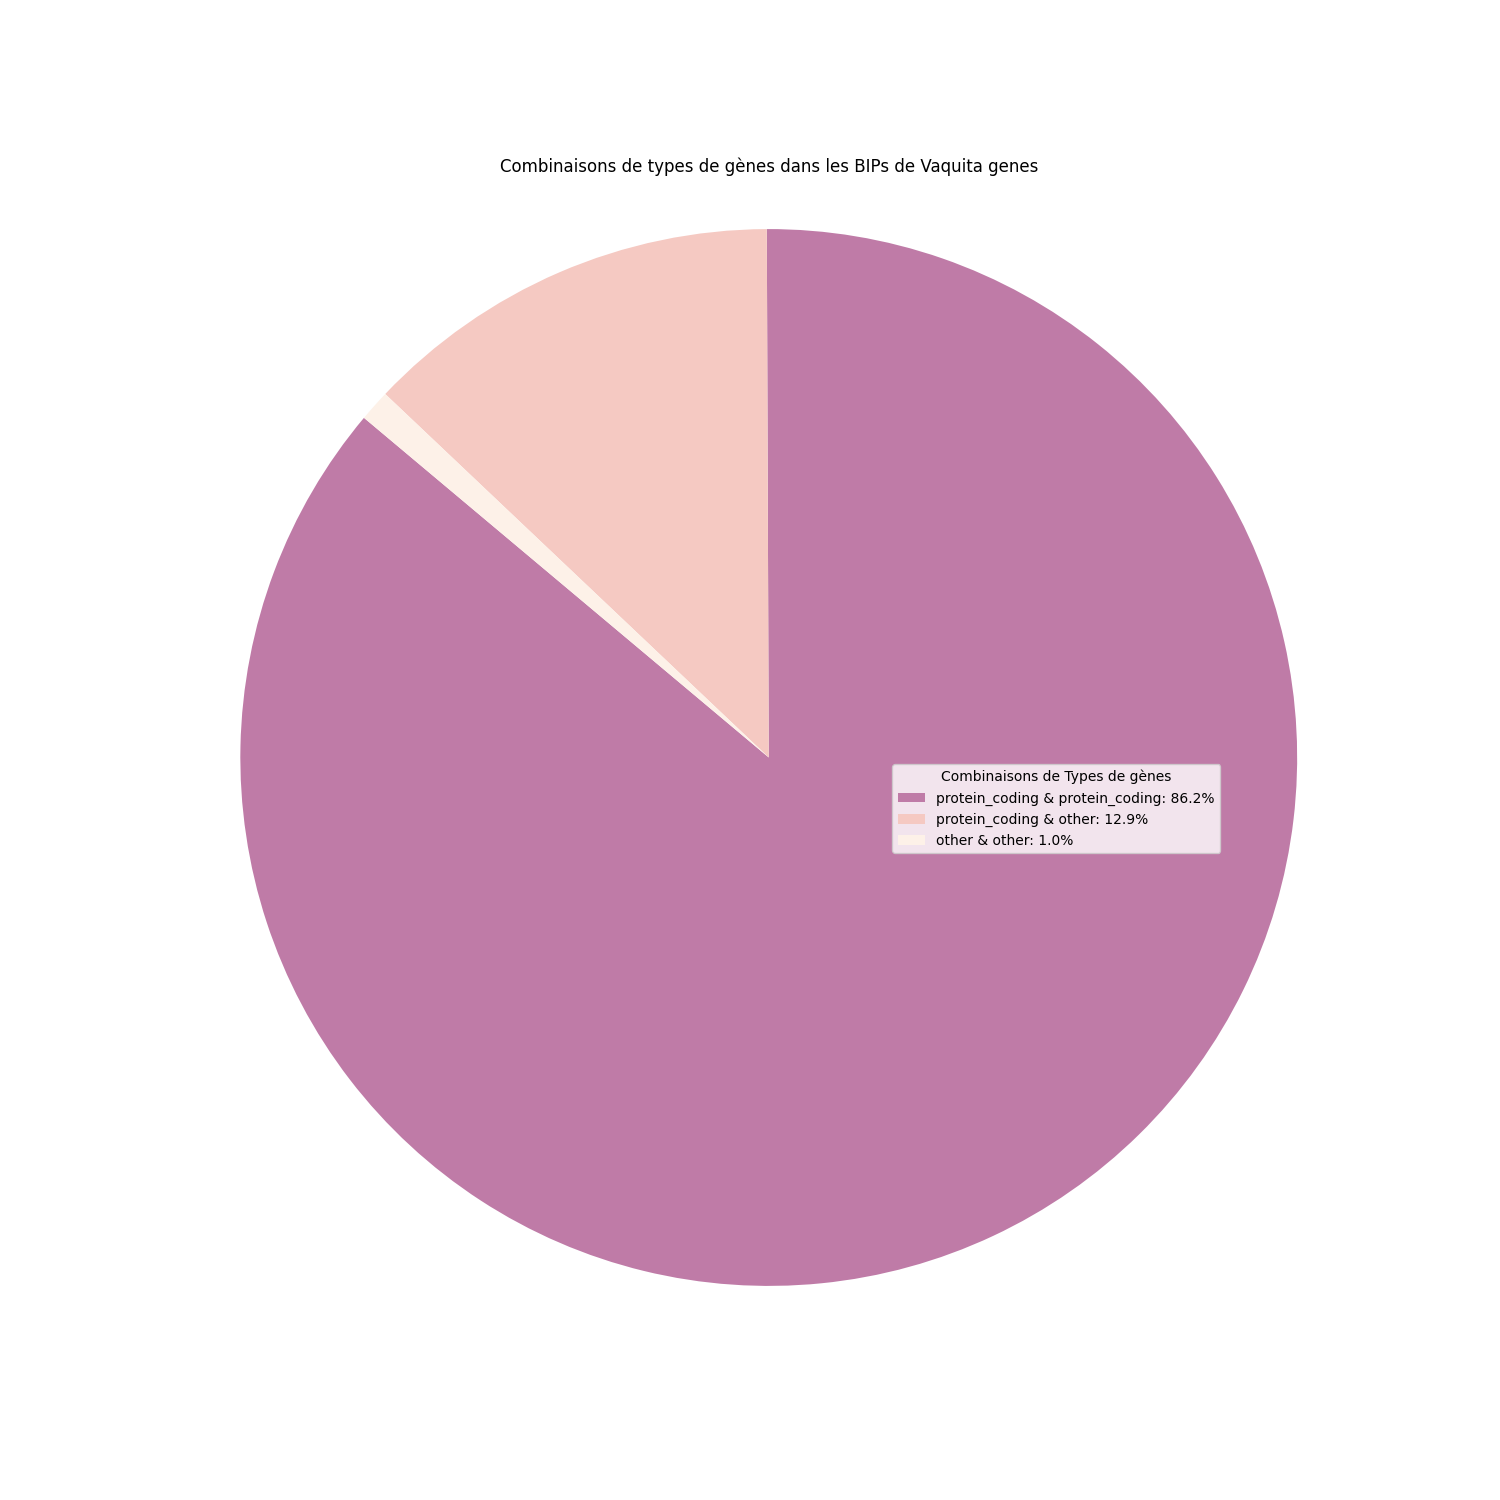 Combinaisons de types de gènes dans les BIPs de Vaquita genes
Combinaisons de Types de gènes
protein_coding & protein_coding: 86.2%
protein_coding & other: 12.9%
other & other: 1.0%